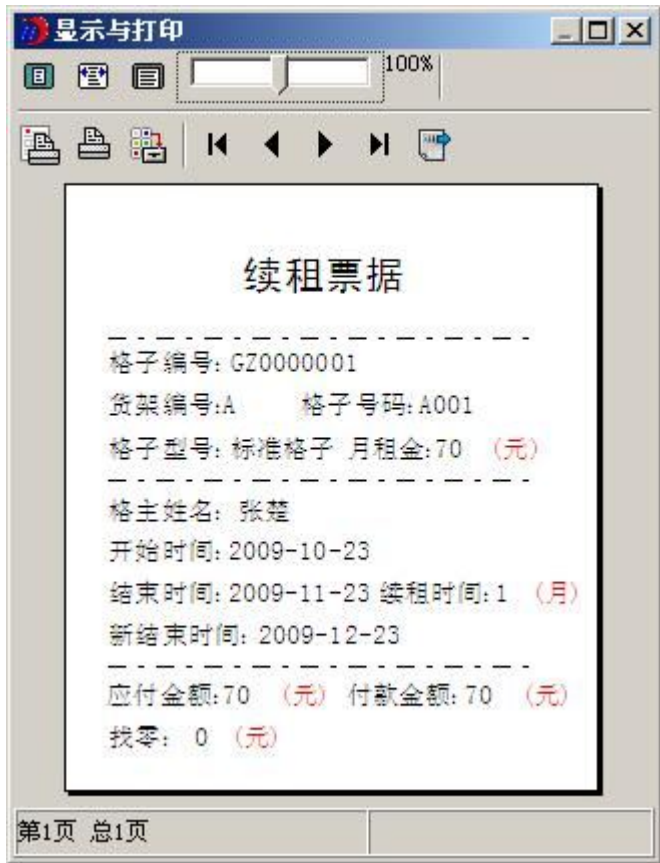 显示与打印
100%
续租票据
格子编号: GZ0000001
货架编号:A 格子号码: A001
格子型号: 标准格子 月租金:70 (元)
格主姓名: 张楚
开始时间: 2009-10-23
结束时间: 2009-11-23 续租时间: 1 (月)
新结束时间: 2009-12-23
应付金额:70 (元) 付款金额: 70 (元)
找零: 0 (元)
第1页 总1页